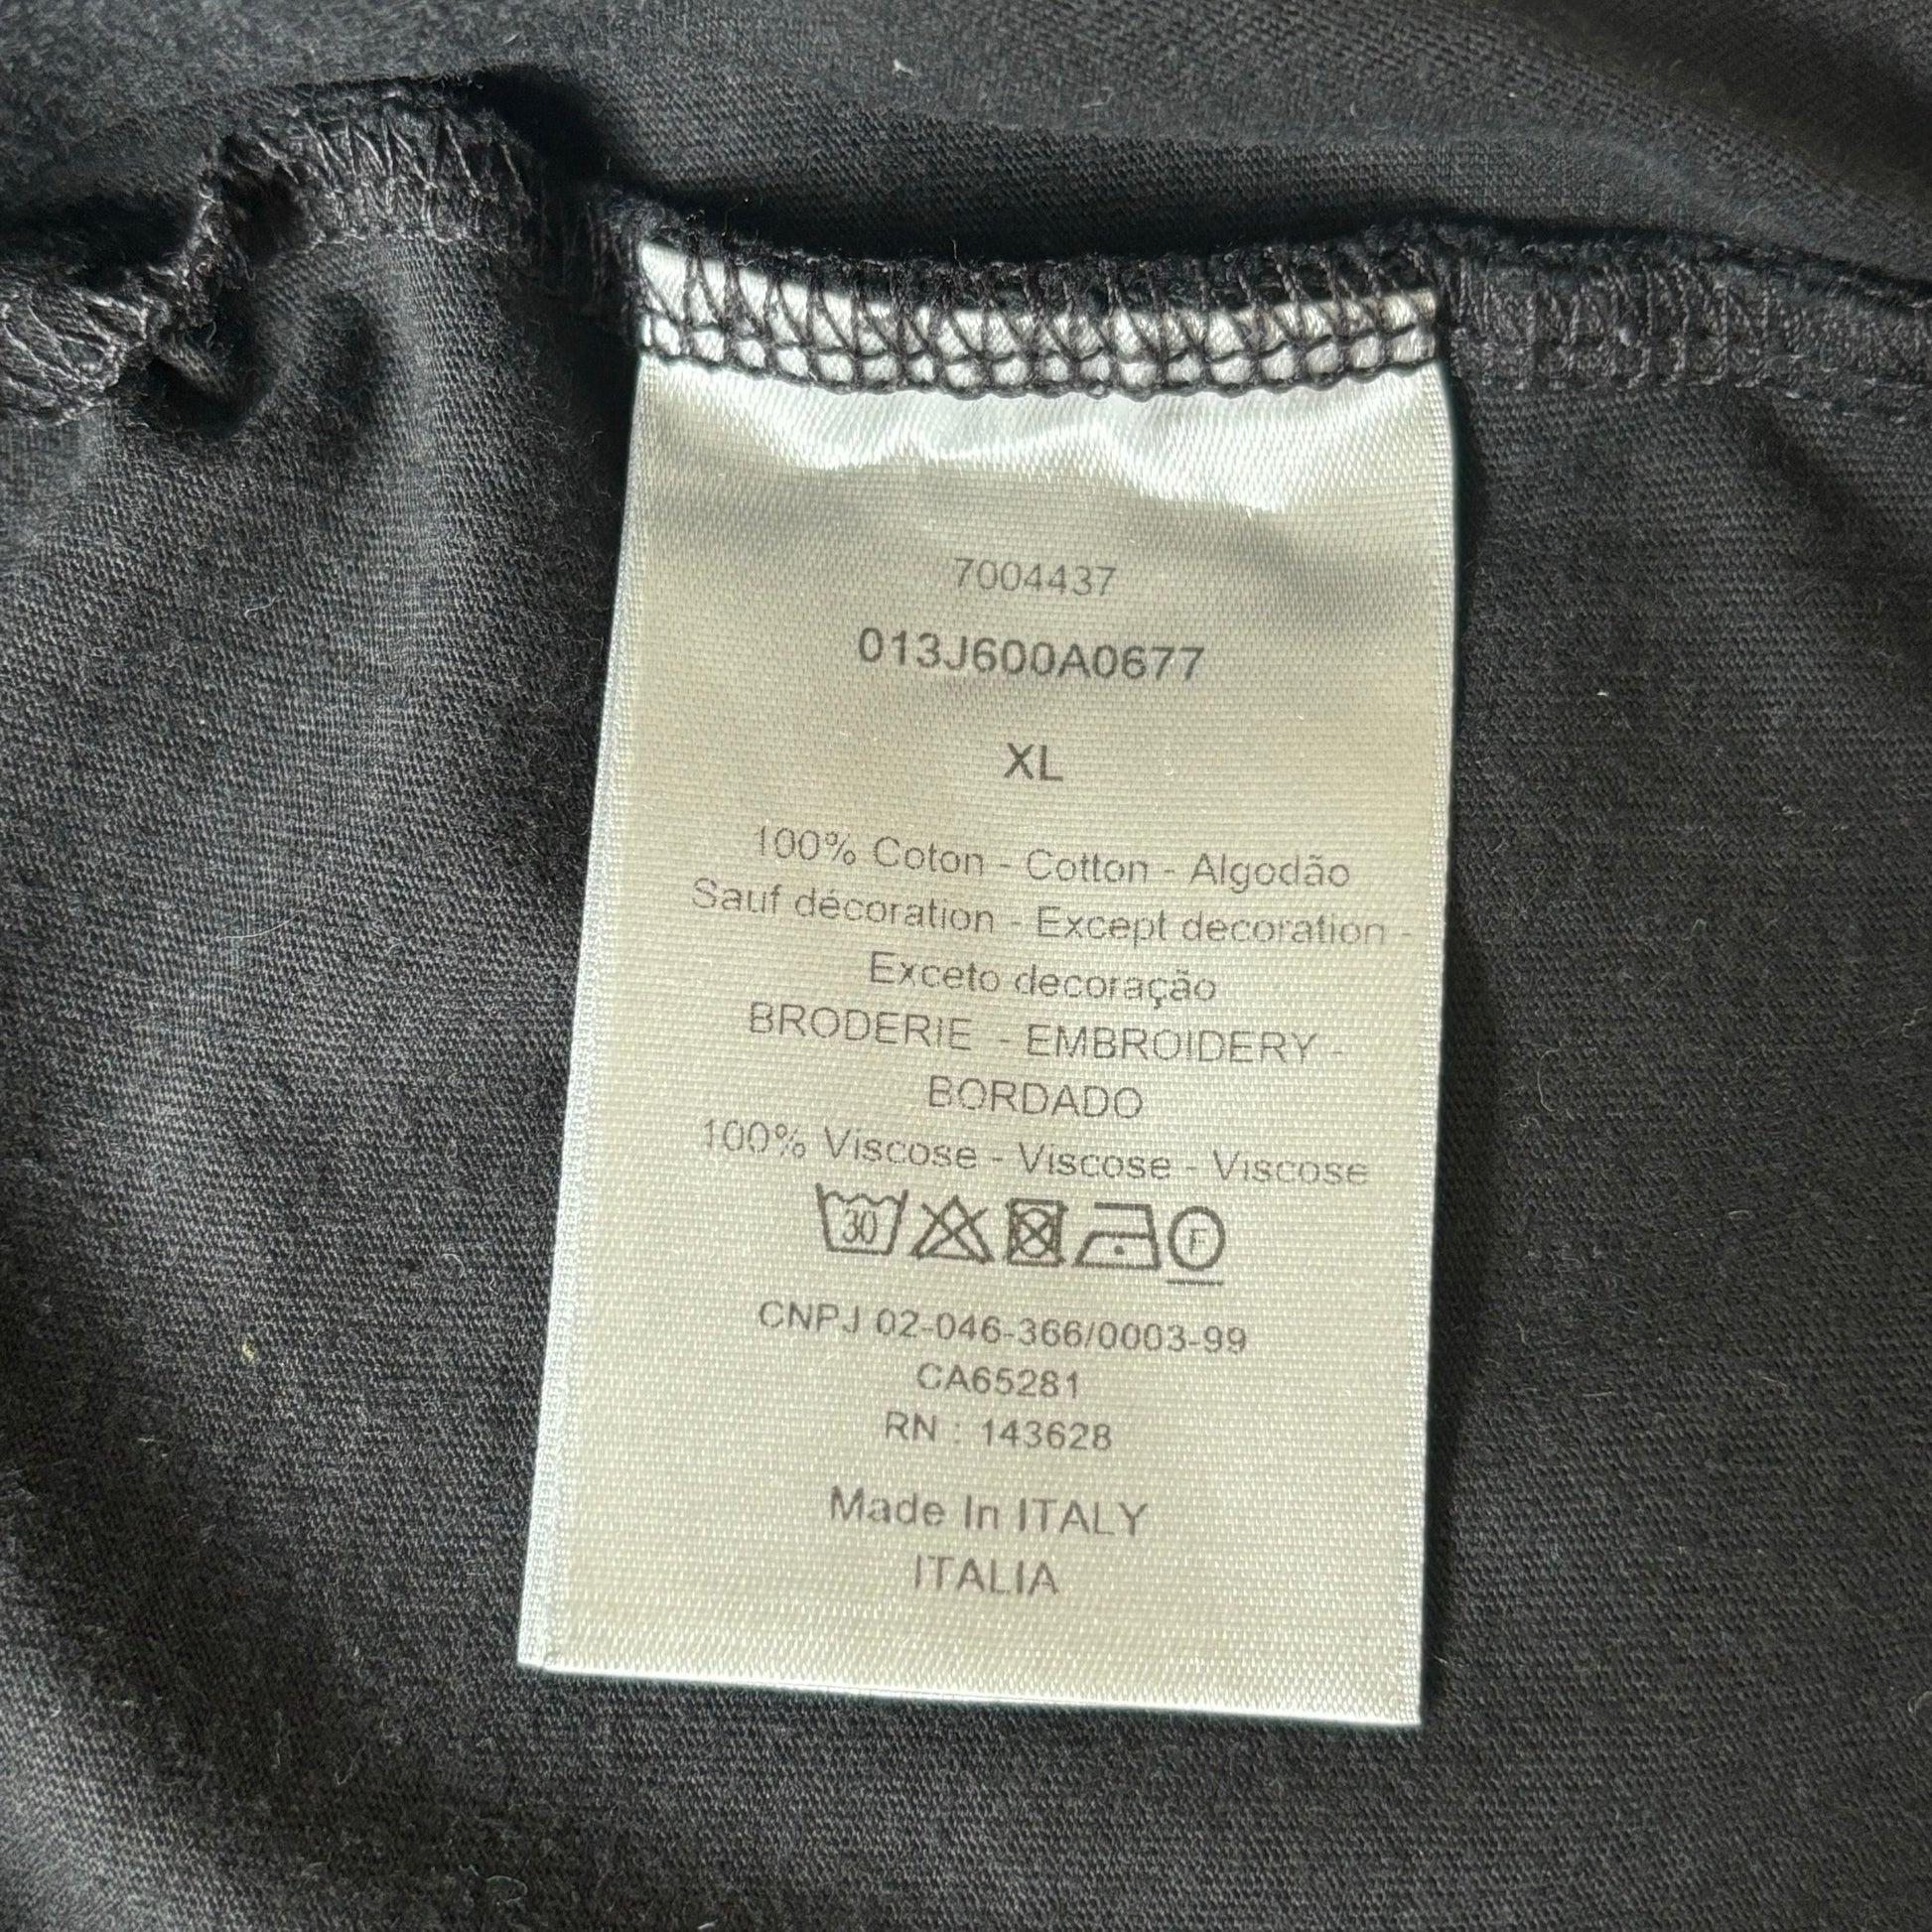 7004437
013J600A0677
XL
100% Coton - Cotton - Algodão
Sauf décoration - Except decoration -
Exceto decoração
BRODERIE - EMBROIDERY -
BORDADO
100% Viscose - Viscose - Viscose
30 F
CNPJ 02-046-366/0003-99
CA65281
RN : 143628
Made In ITALY
ITALIA